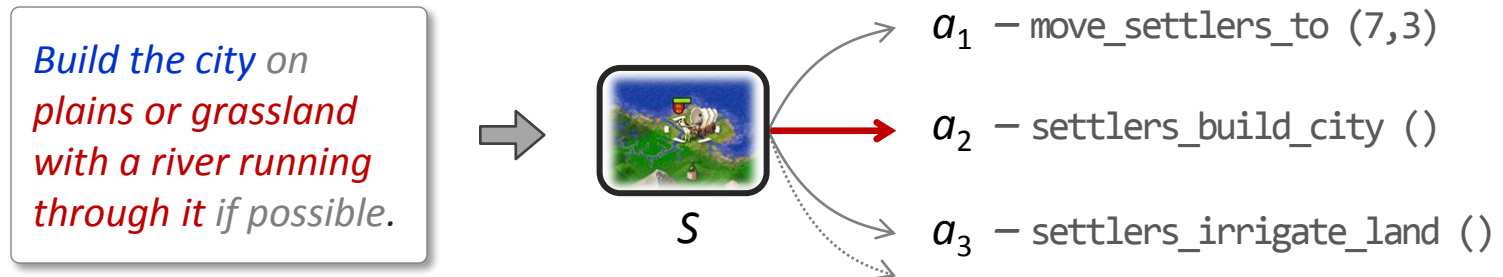 Build the city on
plains or grassland
with a river running
through it if possible.
S
a1 – move_settlers_to (7,3)
a2 – settlers_build_city ()
a3 – settlers_irrigate_land ()